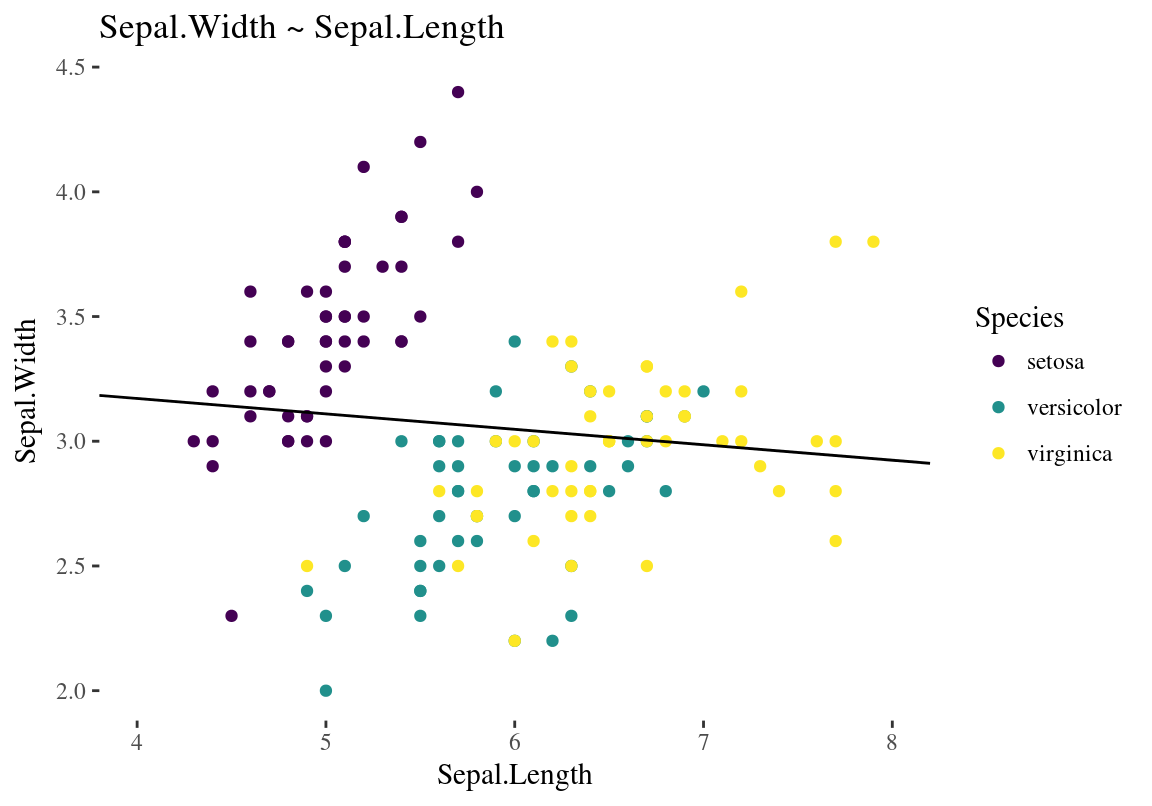 Sepal.Width ~ Sepal.Length
4.5
4.0
3.5
3.0
2.5
2.0
Sepal.Width
4 5 6 7 8
Sepal.Length
Species
setosa
versicolor
virginica